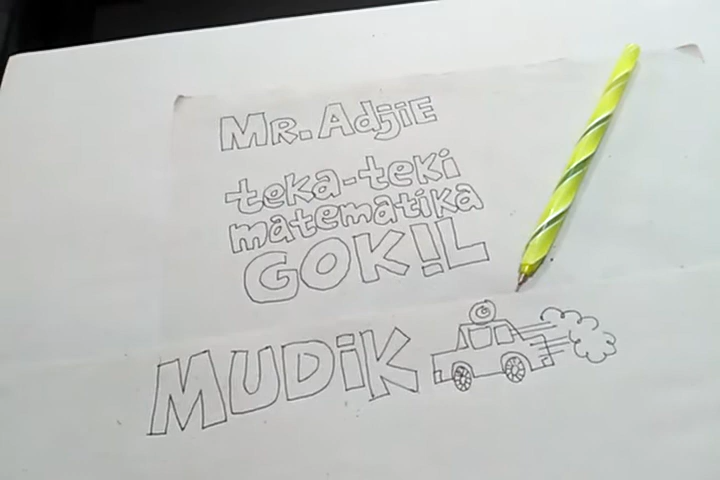 MR. AdjiE
teka-teki
matematika
GOK!L
MUDiK